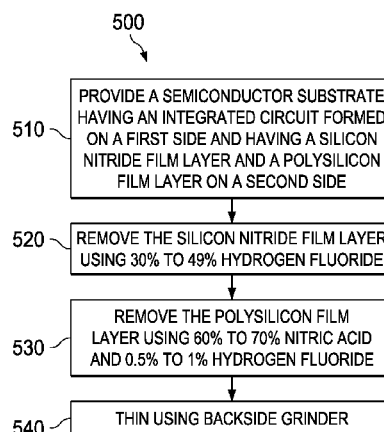 500
510
PROVIDE A SEMICONDUCTOR SUBSTRATE
HAVING AN INTEGRATED CIRCUIT FORMED
ON A FIRST SIDE AND HAVING A SILICON
NITRIDE FILM LAYER AND A POLYSILICON
FILM LAYER ON A SECOND SIDE
520
REMOVE THE SILICON NITRIDE FILM LAYER
USING 30% TO 49% HYDROGEN FLUORIDE
530
REMOVE THE POLYSILICON FILM
LAYER USING 60% TO 70% NITRIC ACID
AND 0.5% TO 1% HYDROGEN FLUORIDE
540
THIN USING BACKSIDE GRINDER